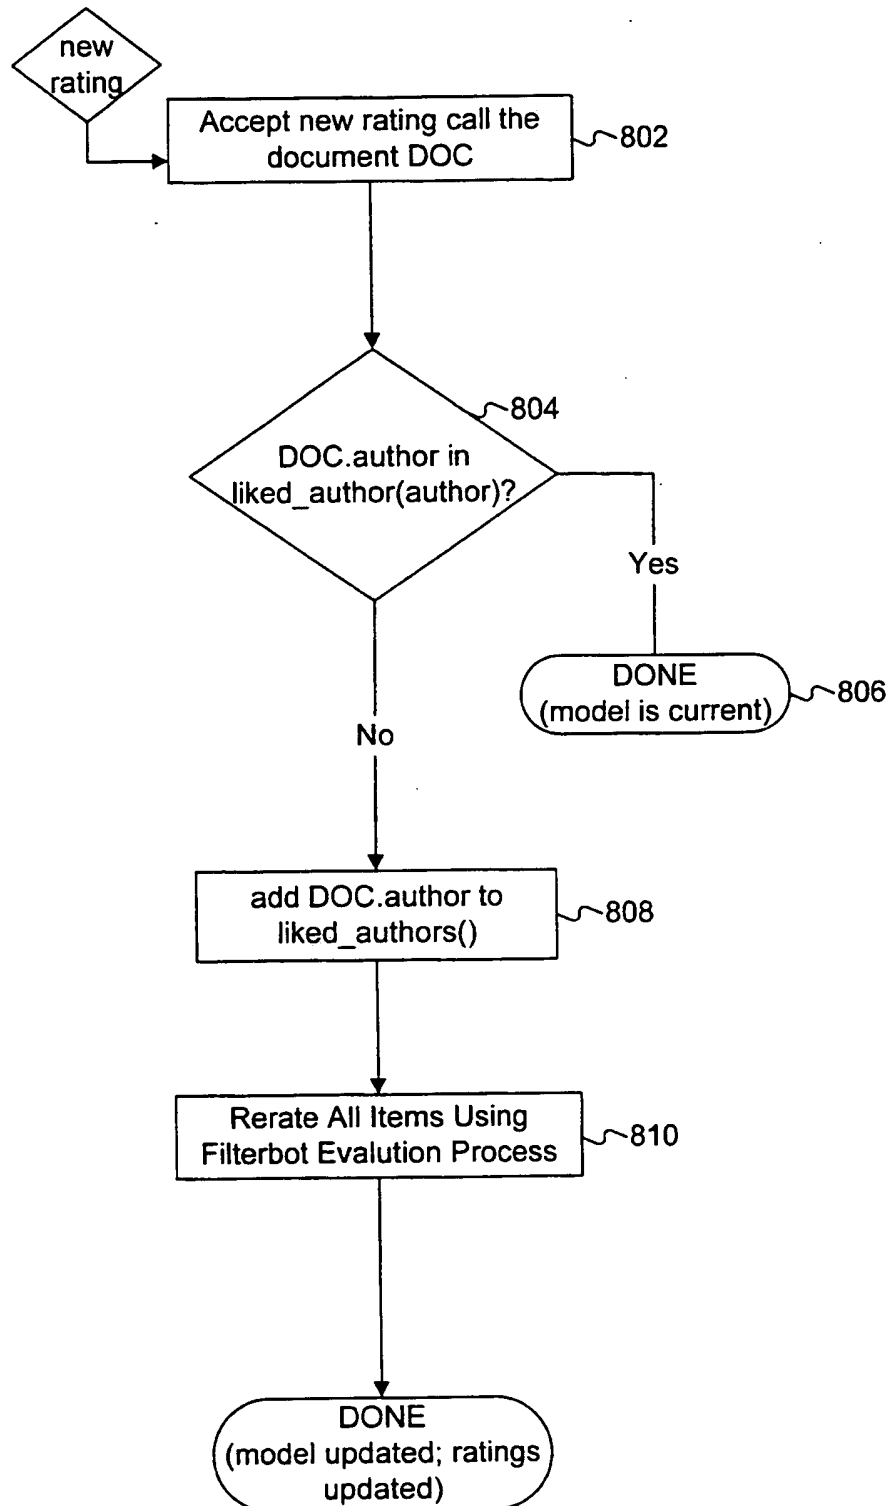 new
rating
Accept new rating call the
document DOC
802
804
DOC.author in
liked_author(author)?
Yes
DONE
(model is current)
806
No
add DOC.author to
liked_authors()
808
Rerate All Items Using
Filterbot Evalution Process
810
DONE
(model updated; ratings
updated)